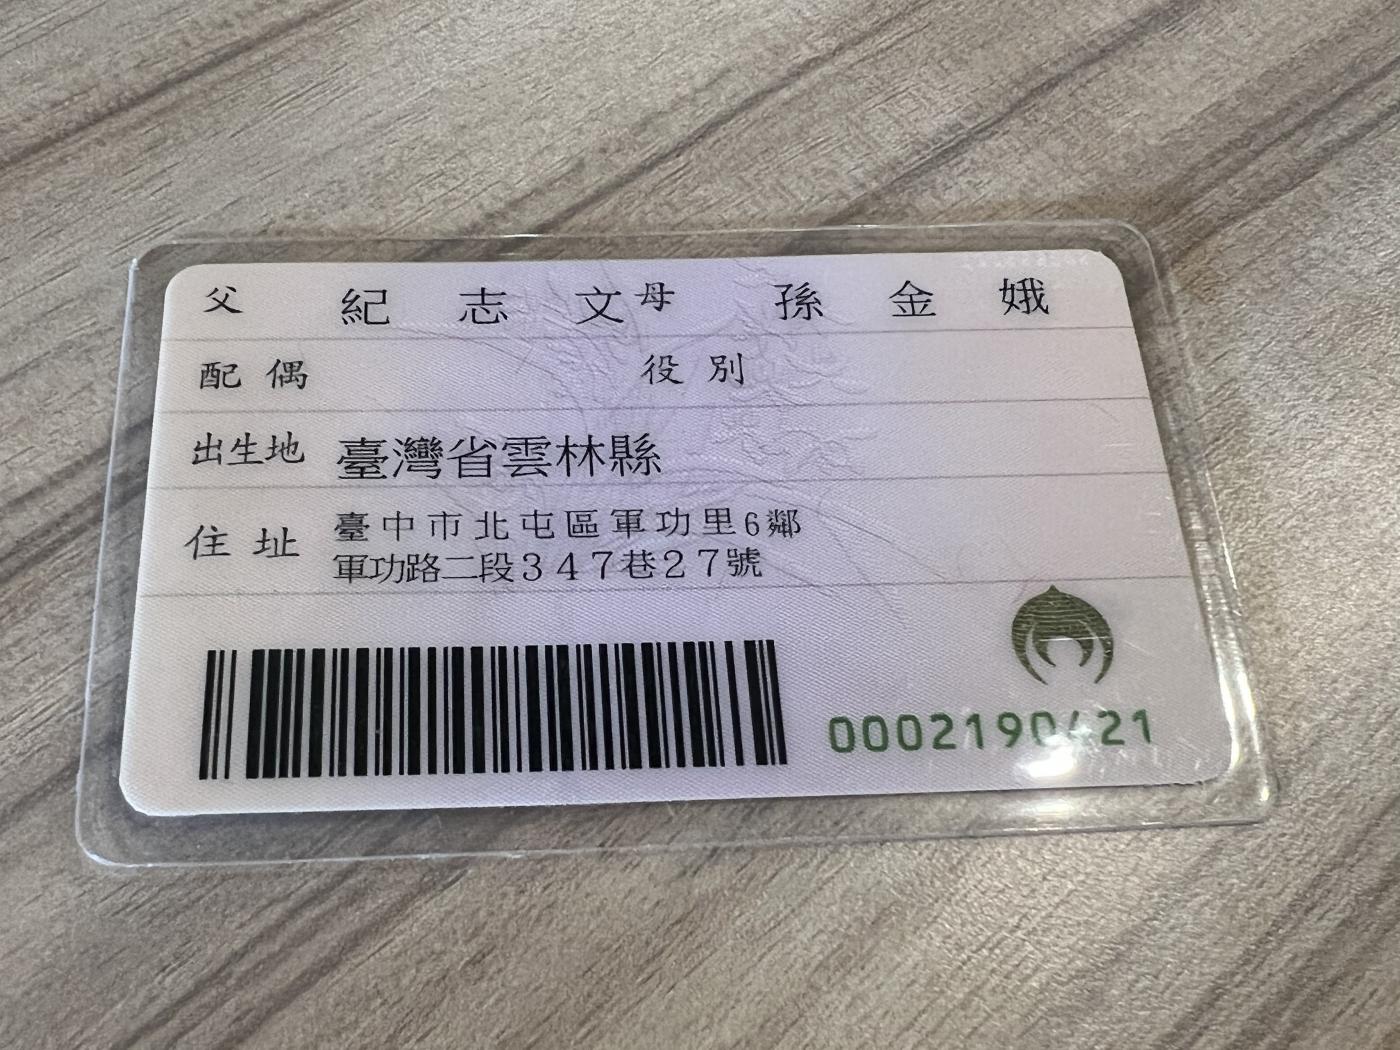 父 紀志文 母 孫金娥
配偶 役別
出生地 臺灣省雲林縣
住址 臺中市北屯區軍功里6鄰
軍功路二段347巷27號